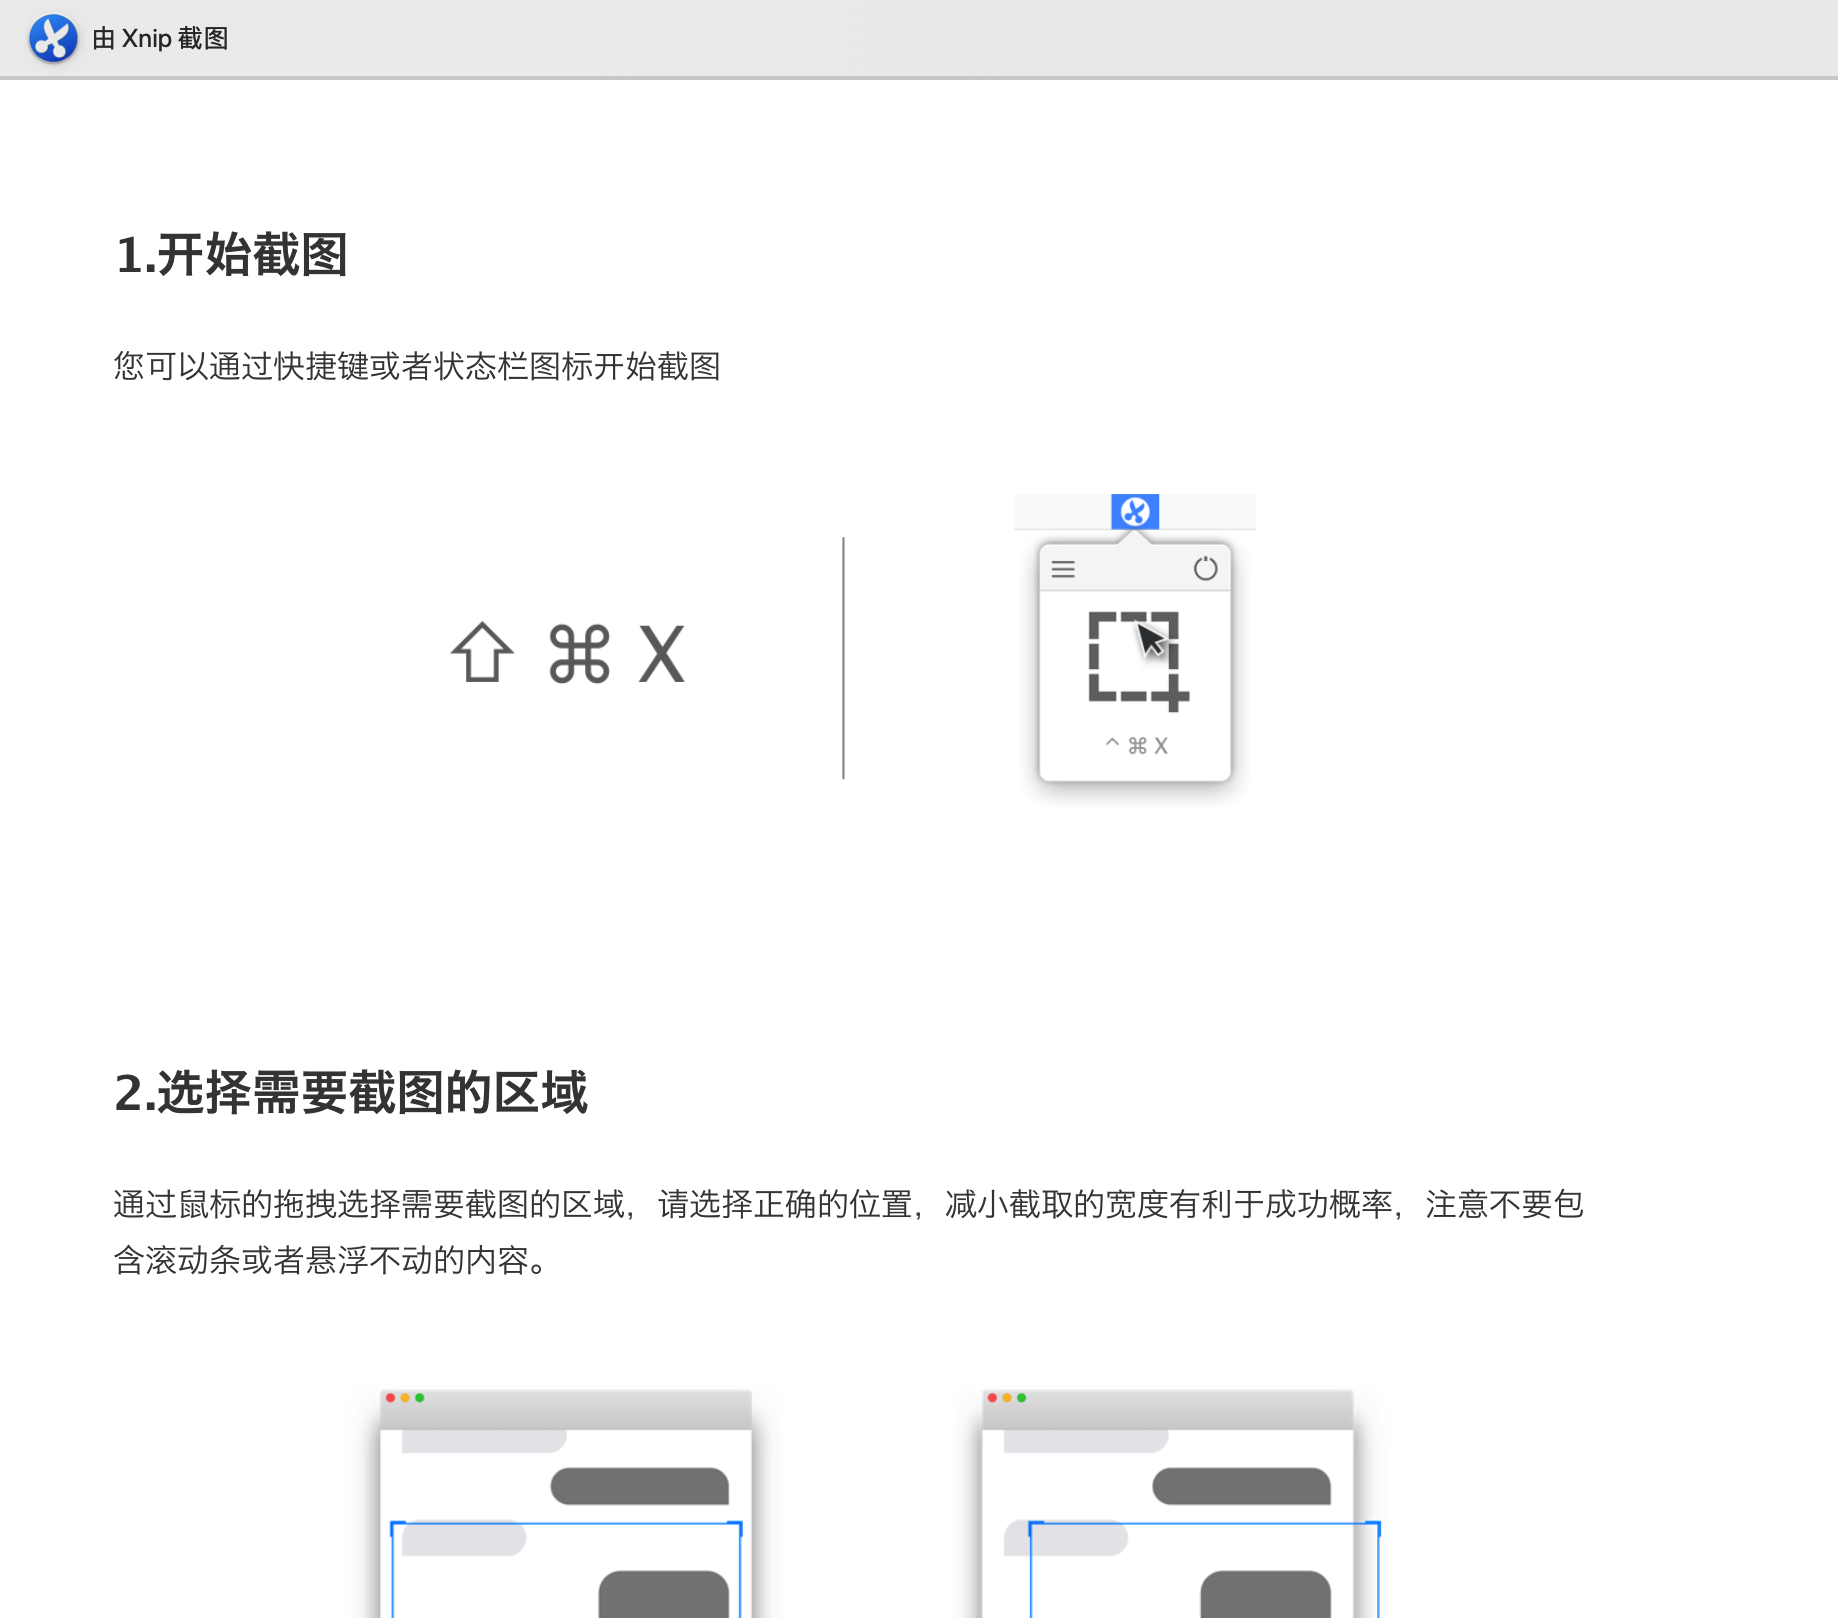 由 Xnip 截图
1.开始截图
您可以通过快捷键或者状态栏图标开始截图
⇧ ⌘ X
^ ⌘ X
2.选择需要截图的区域
通过鼠标的拖拽选择需要截图的区域，请选择正确的位置，减小截取的宽度有利于成功概率，注意不要包
含滚动条或者悬浮不动的内容。